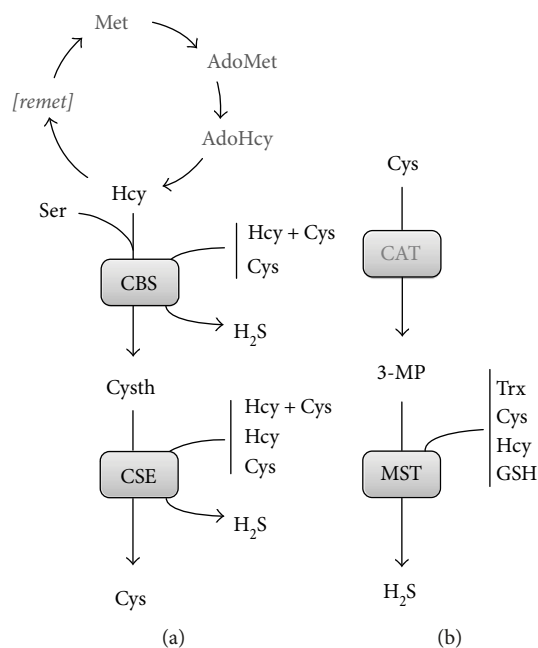 Met
AdoMet
[remet]
AdoHcy
Hcy
Ser
Hcy + Cys
Cys
CBS
H₂S
Cysth
Hcy + Cys
Hcy
Cys
CSE
H₂S
Cys
(a)
Cys
CAT
3-MP
Trx
Cys
Hcy
GSH
MST
H₂S
(b)